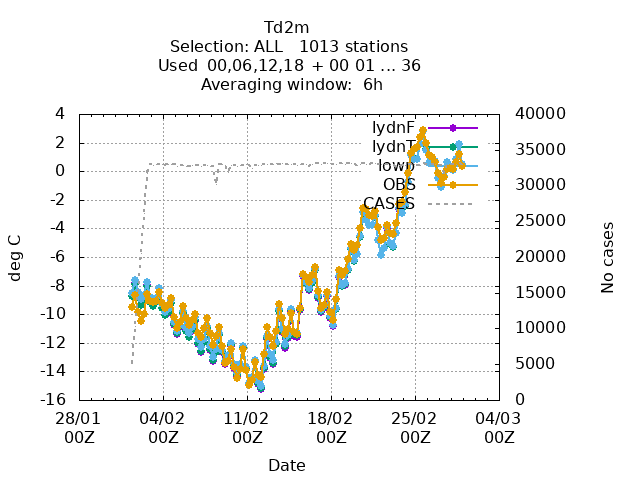 Td2m
Selection: ALL   1013 stations
Used  00,06,12,18 + 00 01 ... 36
Averaging window:  6h
4
2
0
-2
-4
-6
-8
-10
-12
-14
-16
deg C
40000
35000
30000
25000
20000
15000
10000
5000
0
No cases
lydnF
lydnT
lowp
OBS
CASES
28/01 00Z
04/02 00Z
11/02 00Z
18/02 00Z
25/02 00Z
04/03 00Z
Date